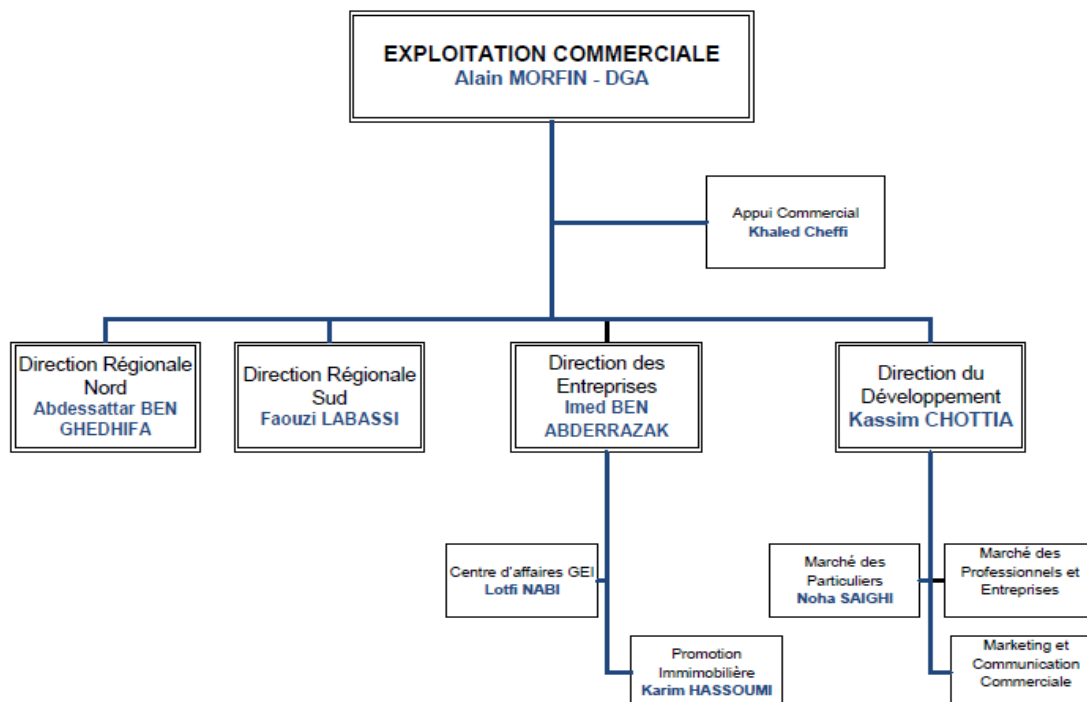 EXPLOITATION COMMERCIALE
Alain MORFIN - DGA
Appui Commercial
Khaled Cheffi
Direction Régionale
Nord
Abdessattar BEN
GHEDHIFA
Direction Régionale
Sud
Faouzi LABASSI
Direction des
Entreprises
Imed BEN
ABDERRAZAK
Direction du
Développement
Kassim CHOTTIA
Centre d'affaires GEI
Lotfi NABI
Promotion
Immimobilière
Karim HASSOUMI
Marché des
Particuliers
Noha SAIGHI
Marché des
Professionnels et
Entreprises
Marketing et
Communication
Commerciale